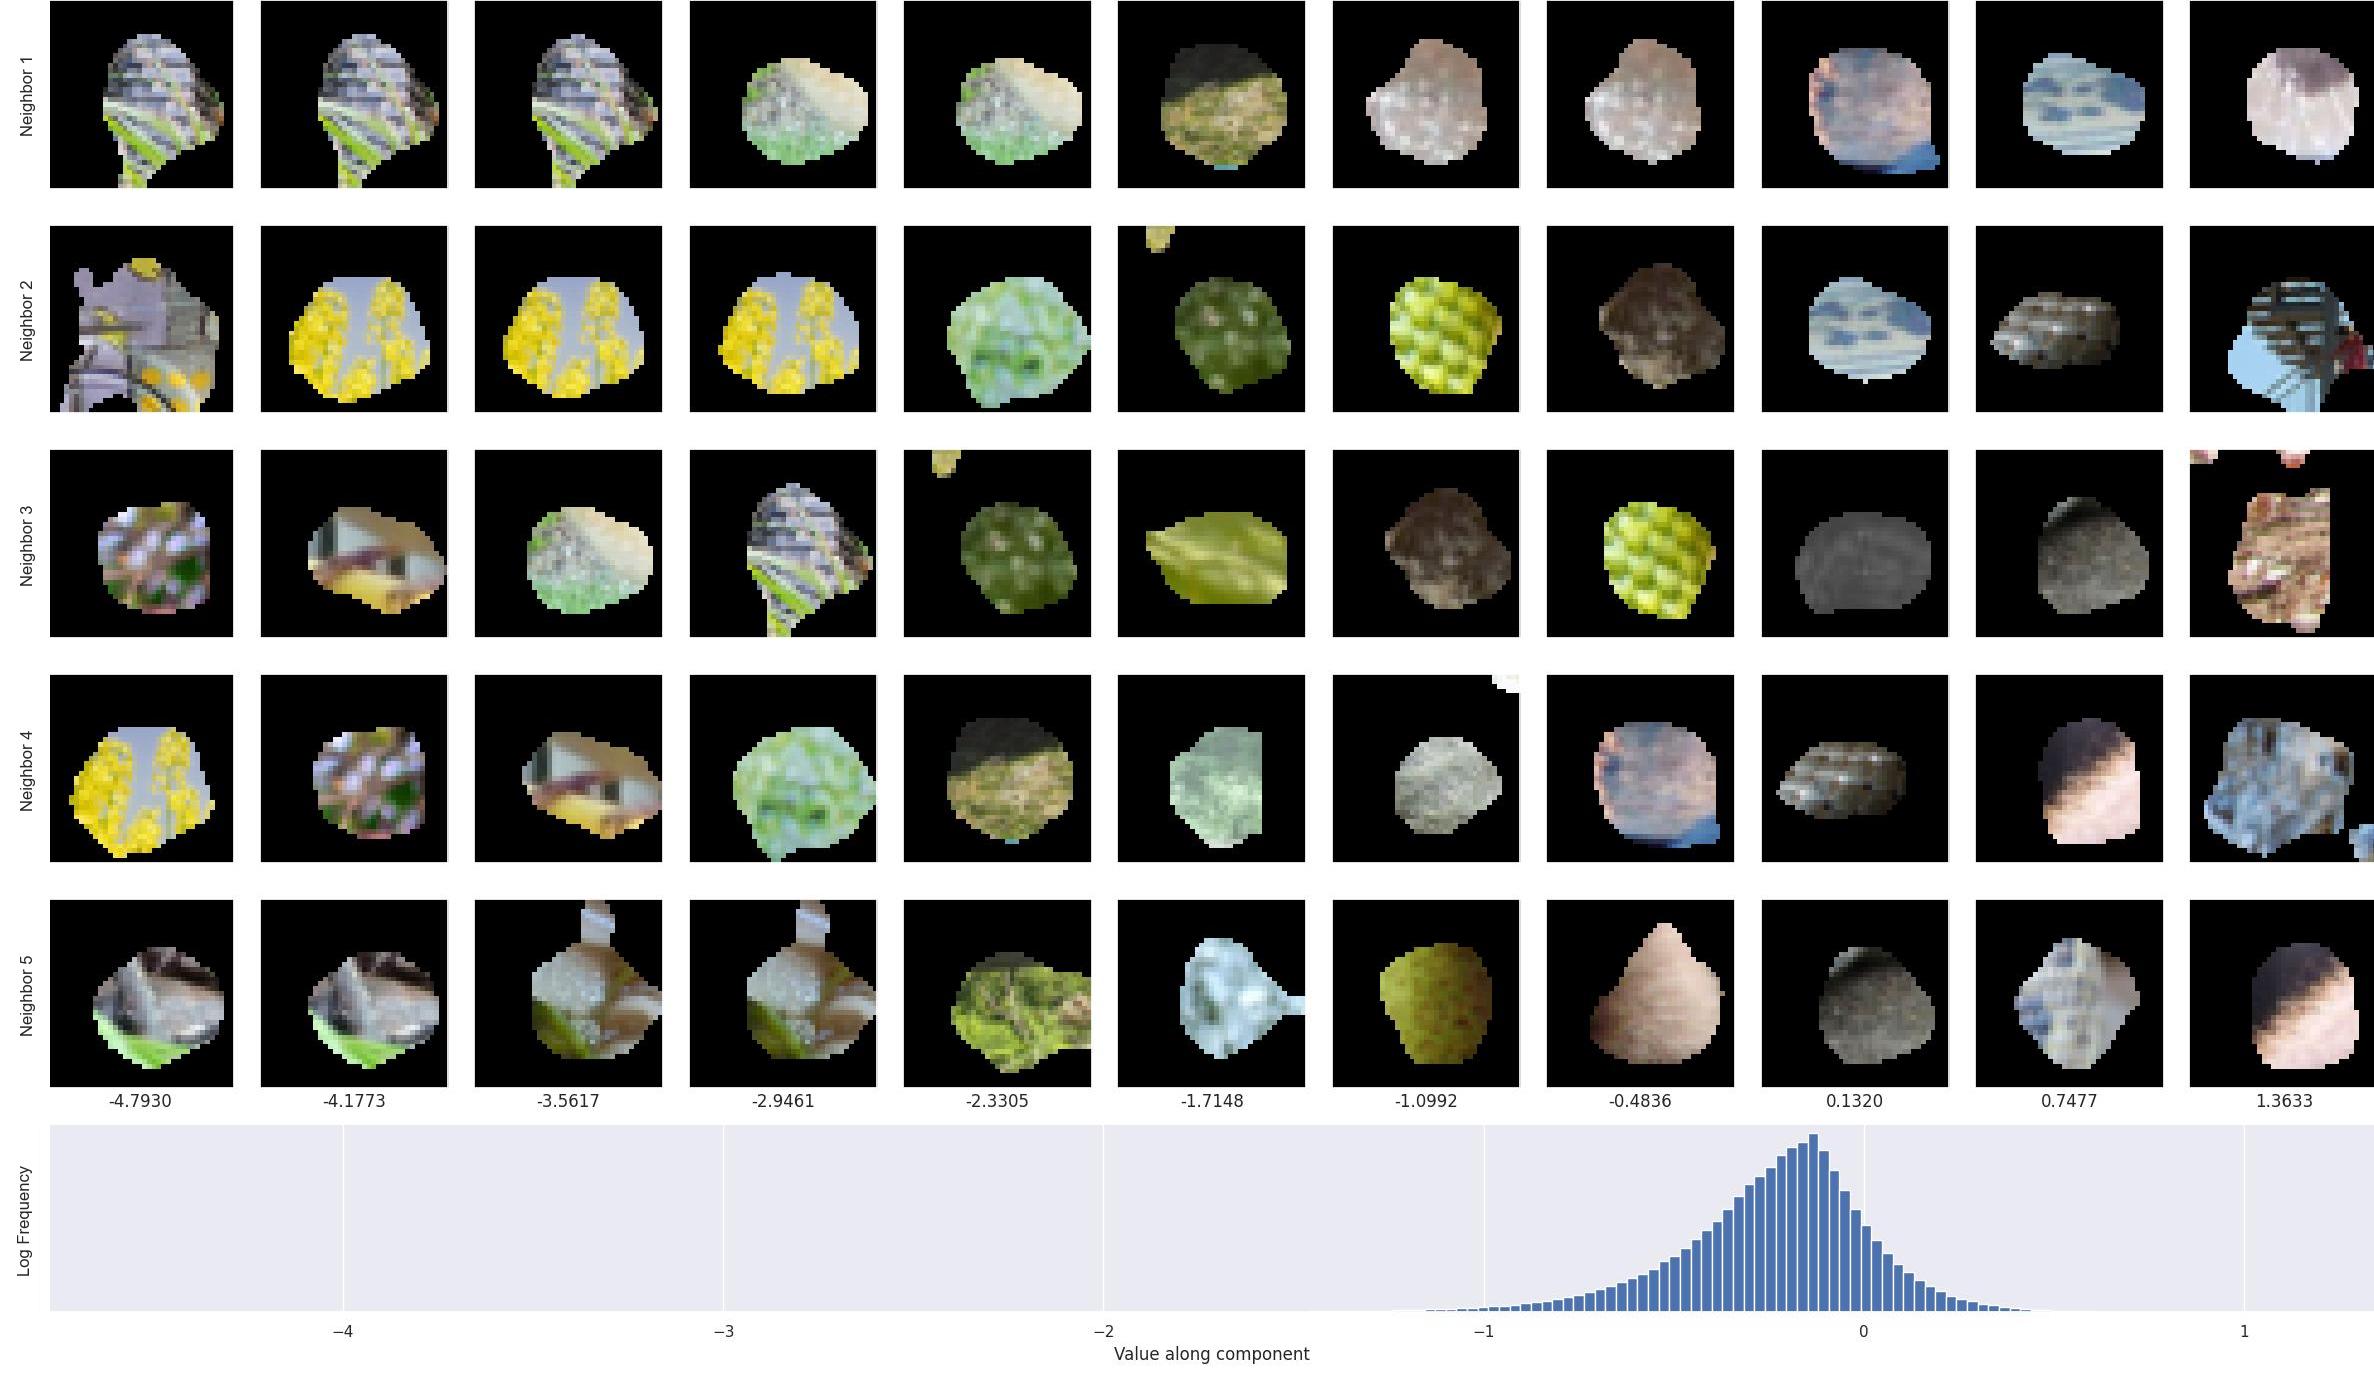 Neighbor 1
Neighbor 2
Neighbor 3
Neighbor 4
Neighbor 5
-4.7930 -4.1773 -3.5617 -2.9461 -2.3305 -1.7148 -1.0992 -0.4836 0.1320 0.7477 1.3633
Log Frequency
−4 −3 −2 −1 0 1
Value along component